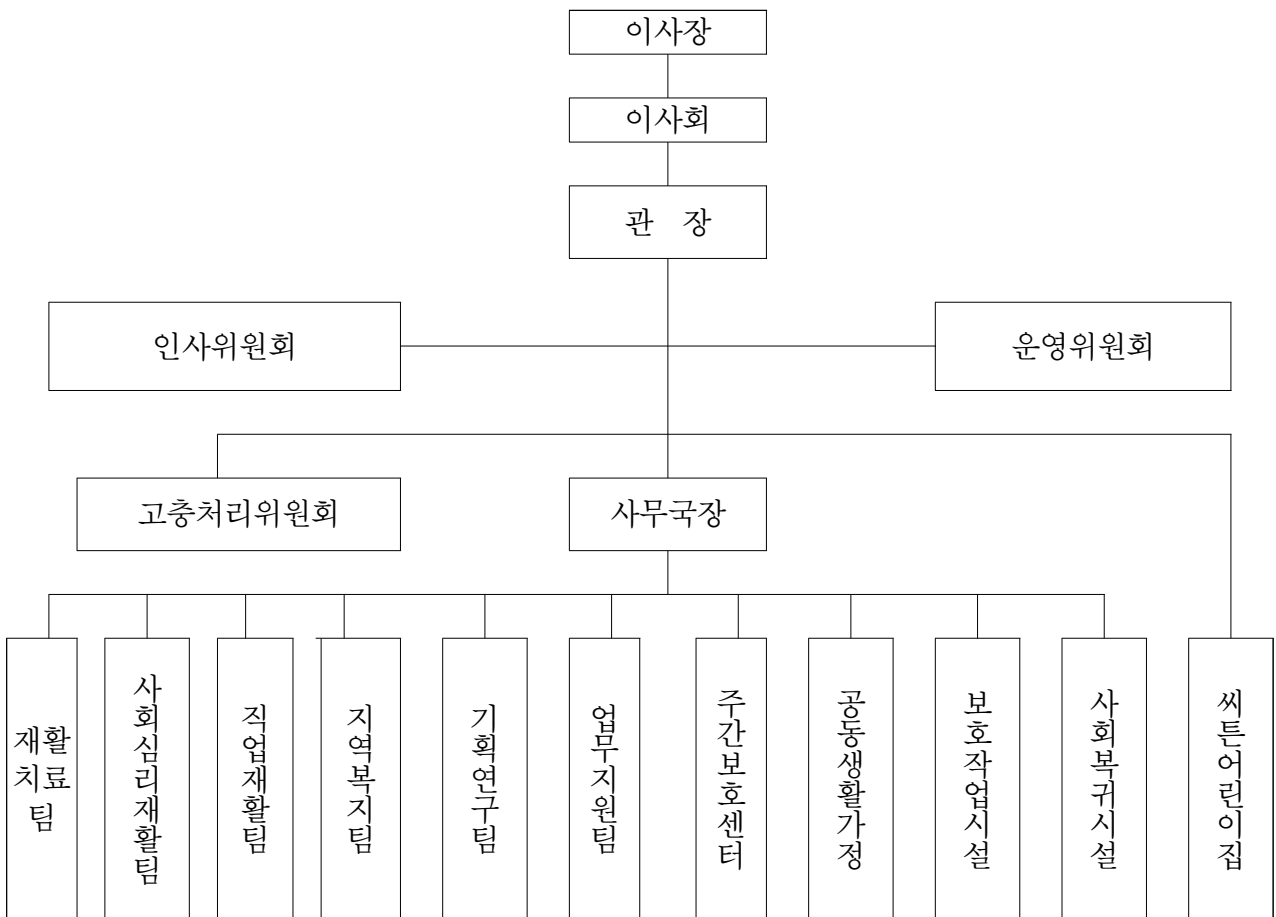 이사장
이사회
관 장
인사위원회
운영위원회
고충처리위원회
사무국장
재활
치료
팀
사회심리재활팀
직업재활팀
지역복지팀
기획연구팀
업무지원팀
주간보호센터
공동생활가정
보호작업시설
사회복귀시설
씨튼어린이집